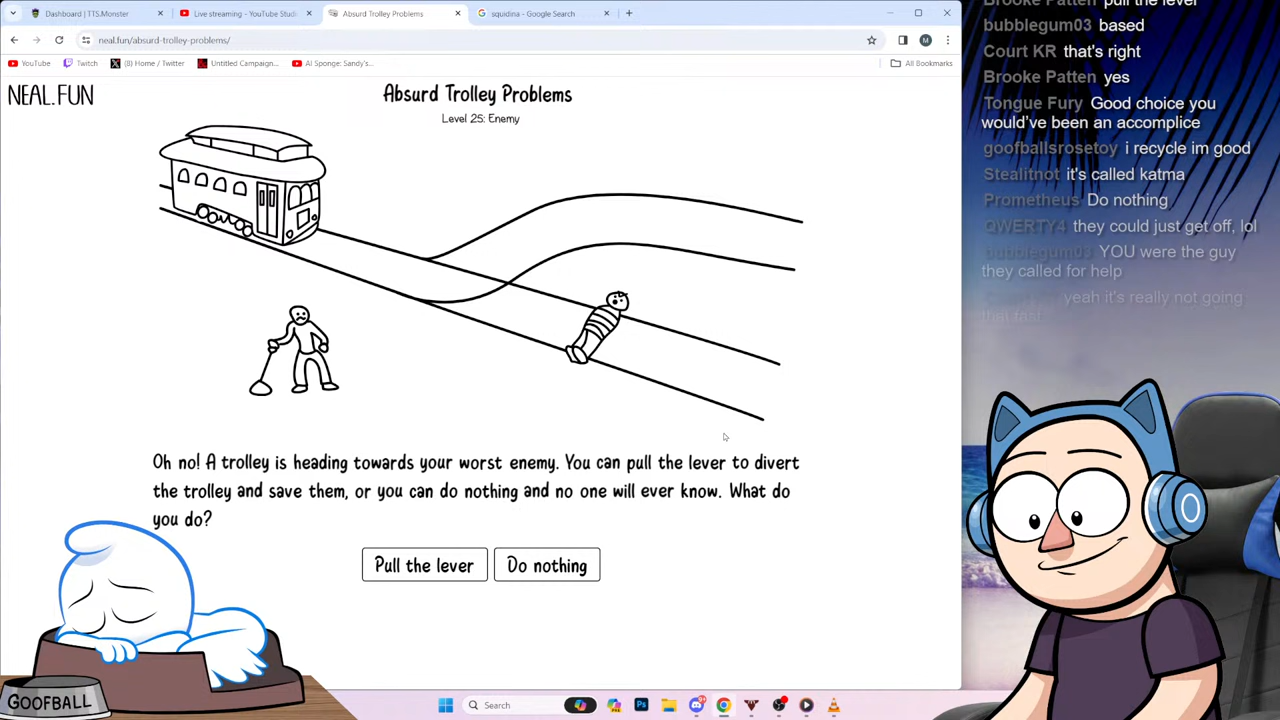 Dashboard | TTS.Monster
Live streaming - YouTube Studi
Absurd Trolley Problems
squidina - Google Search
neal.fun/absurd-trolley-problems/
YouTube
Twitch
(8) Home / Twitter
Untitled Campaign...
AI Sponge: Sandy's...
All Bookmarks
M
NEAL.FUN
Absurd Trolley Problems
Level 25: Enemy
Oh no! A trolley is heading towards your worst enemy. You can pull the lever to divert
the trolley and save them, or you can do nothing and no one will ever know. What do
you do?
Pull the lever
Do nothing
GOOFBALL
Search
Brooke Patten pull the lever
bubblegum03 based
Court KR that's right
Brooke Patten yes
Tongue Fury Good choice you
would've been an accomplice
goofballsrosetoy i recycle im good
Stealitnot it's called katma
Prometheus Do nothing
QWERTY4 they could just get off, lol
bubblegum03 YOU were the guy
they called for help
yeah it's really not going
that fast